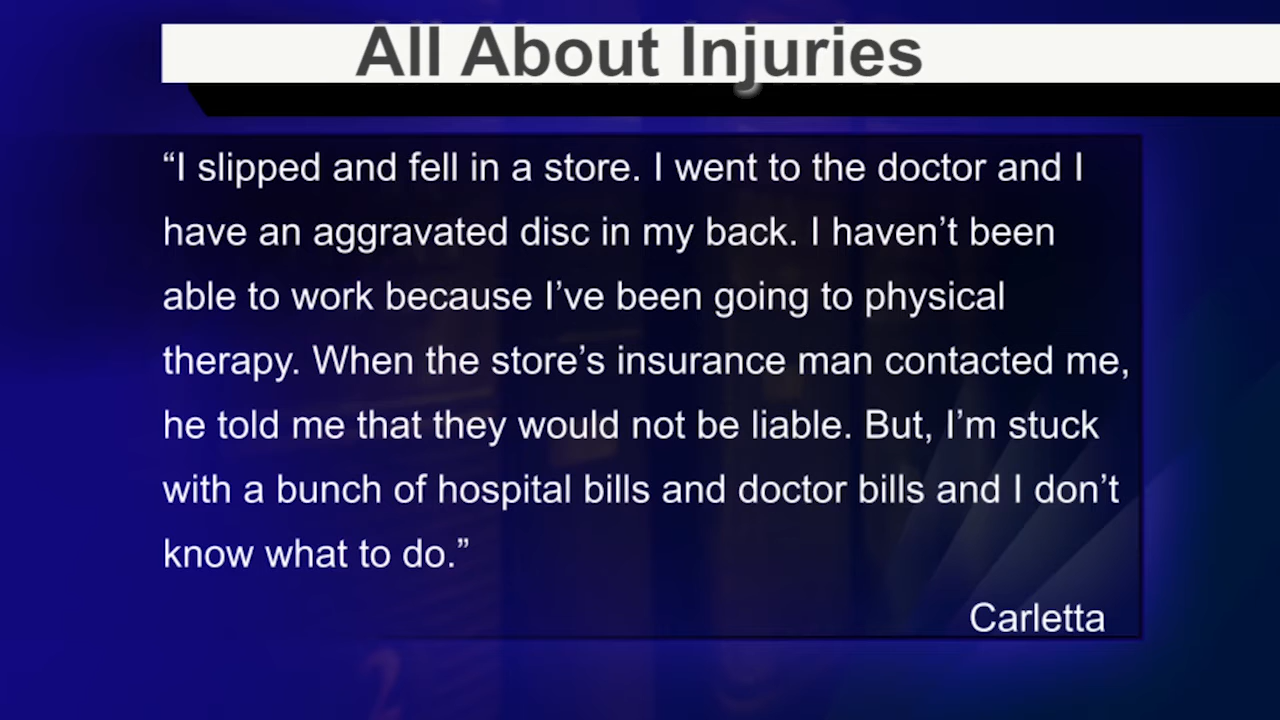 All About Injuries
“I slipped and fell in a store. I went to the doctor and I
have an aggravated disc in my back. I haven’t been
able to work because I’ve been going to physical
therapy. When the store’s insurance man contacted me,
he told me that they would not be liable. But, I’m stuck
with a bunch of hospital bills and doctor bills and I don’t
know what to do.”
Carletta